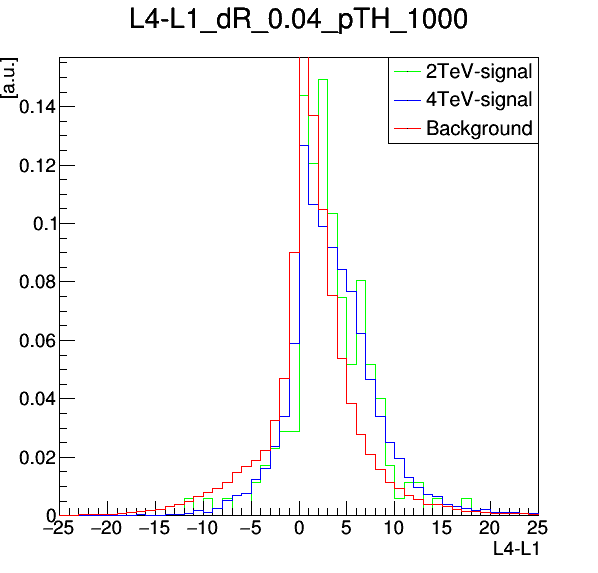 L4-L1_dR_0.04_pTH_1000
[a.u.]
2TeV-signal
4TeV-signal
Background
0.14
0.12
0.1
0.08
0.06
0.04
0.02
0
−25 −20 −15 −10 −5 0 5 10 15 20 25
L4-L1